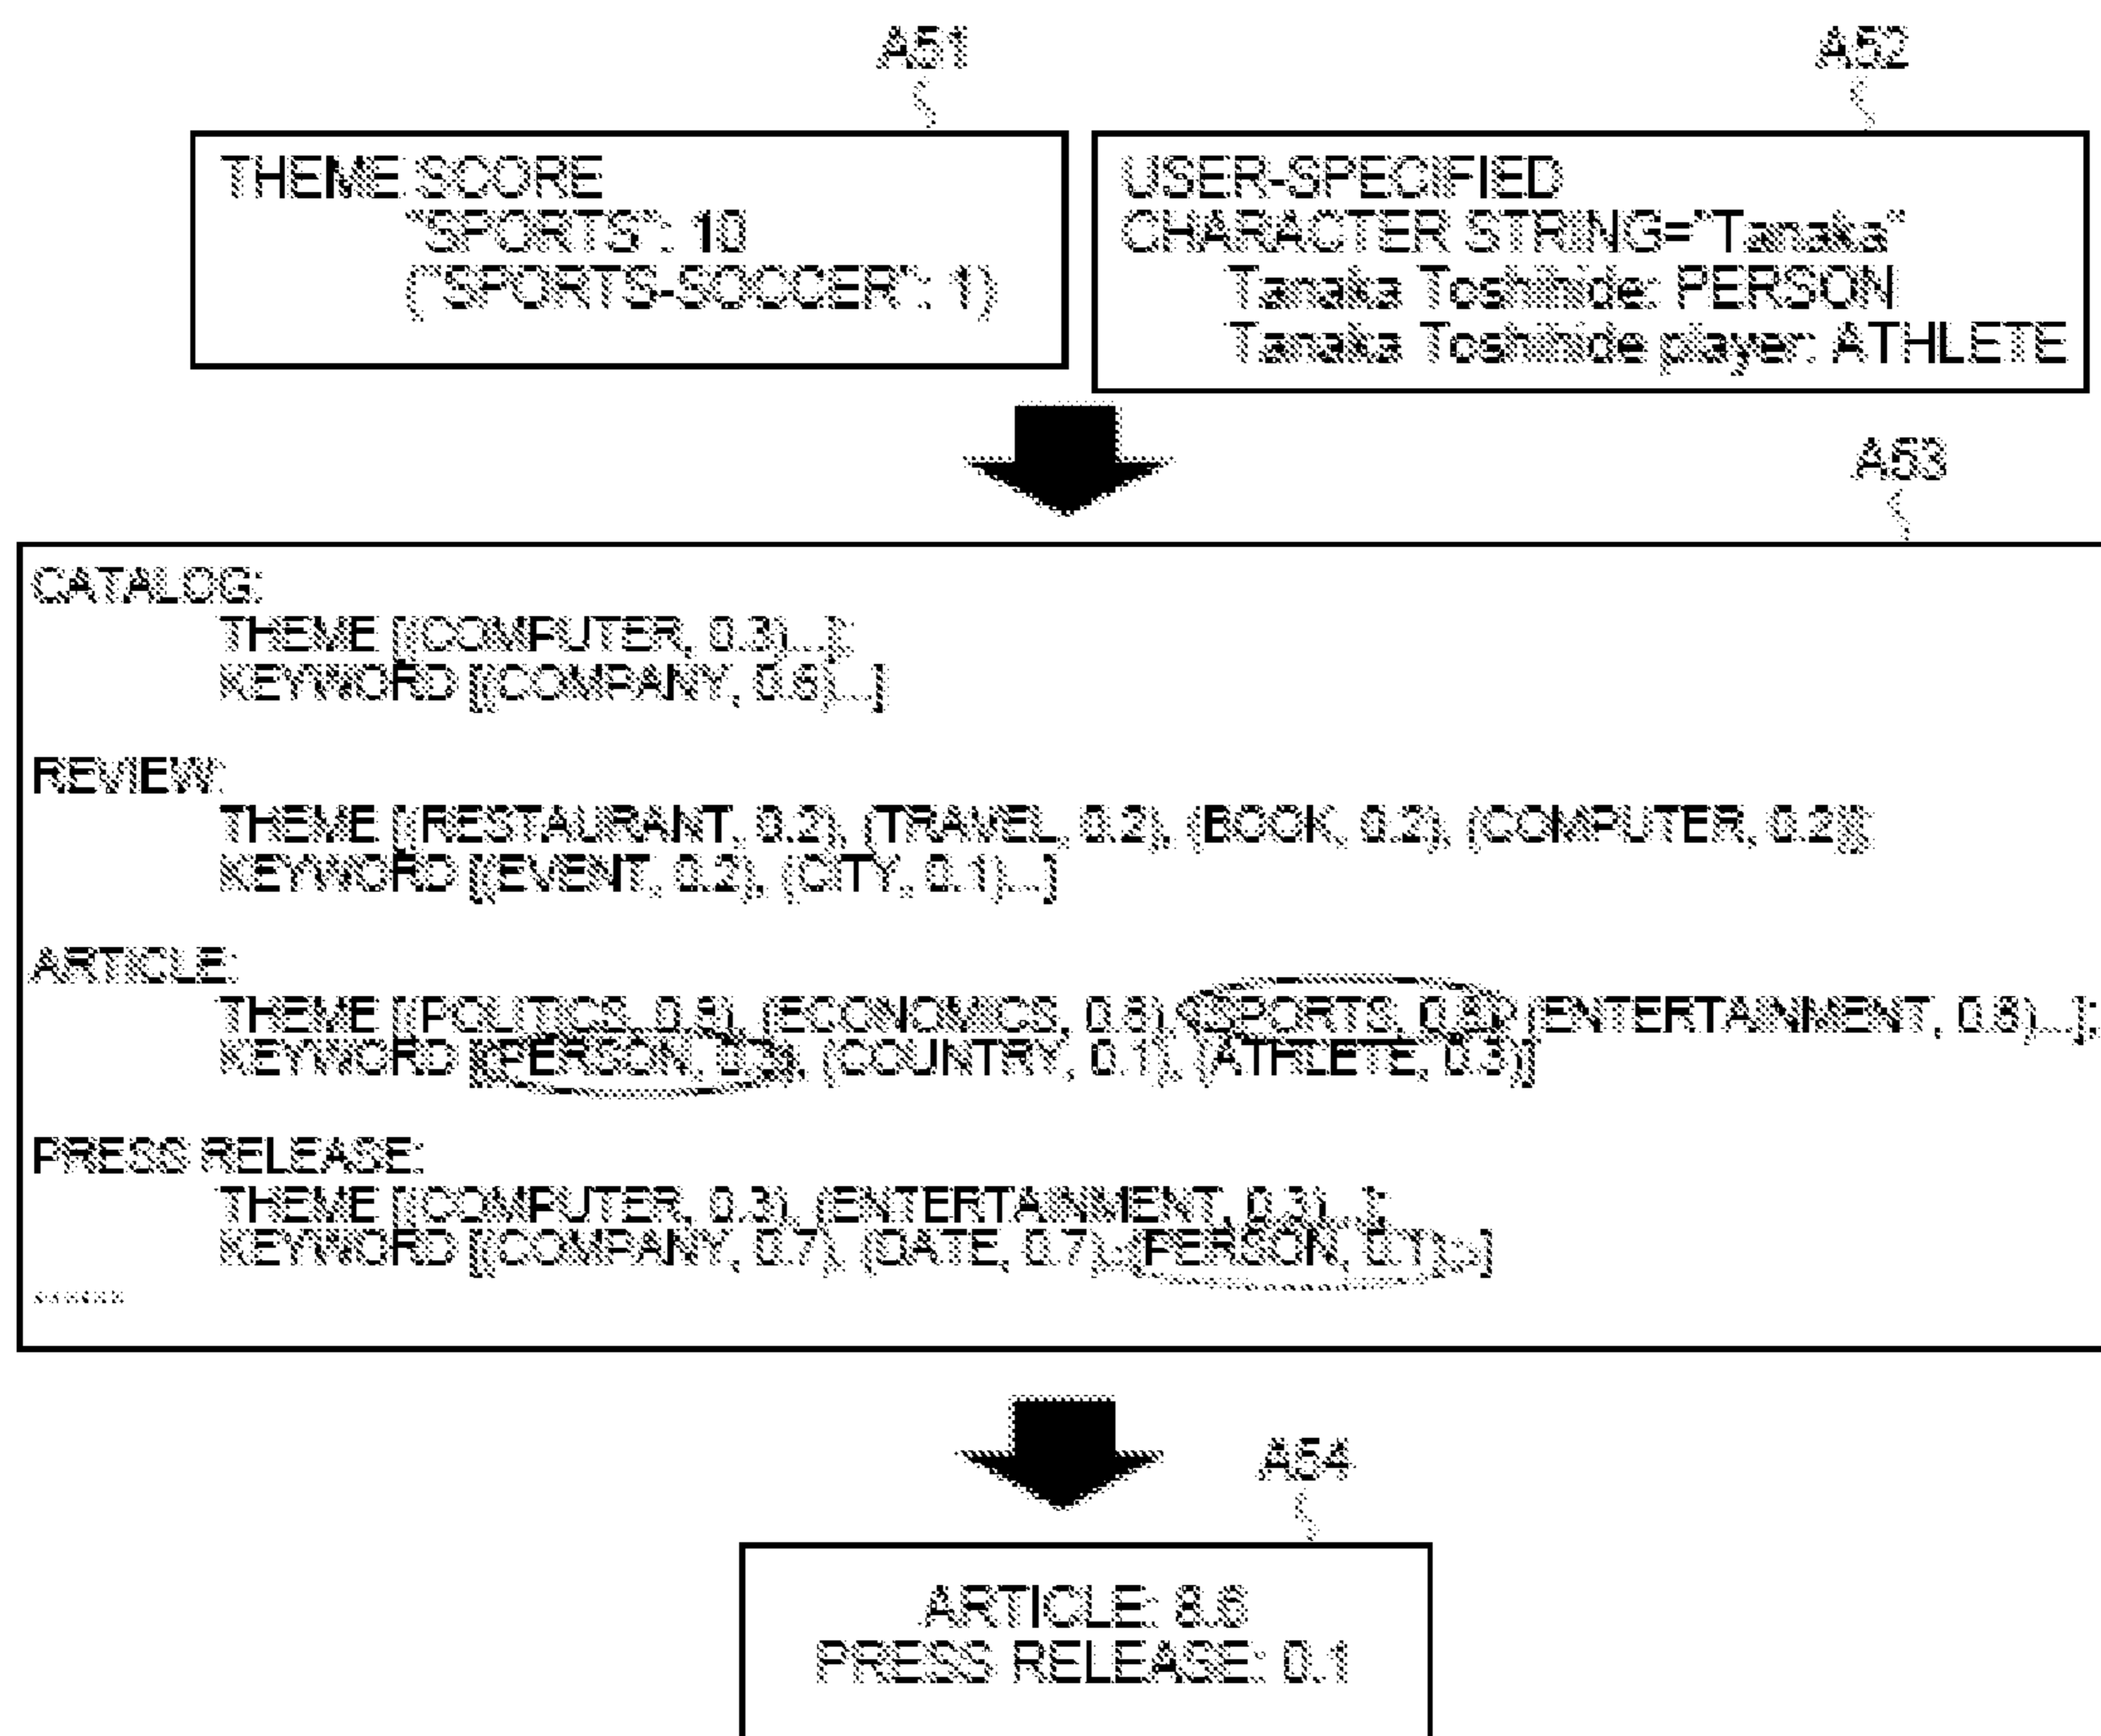 A51
A52
THEME SCORE
"SPORTS": 10
("SPORTS-SOCCER": 1)
USER-SPECIFIED
CHARACTER STRING="Tanaka"
Tanaka Toshihide: PERSON
Tanaka Toshihide player: ATHLETE
A53
CATALOG:
THEME [(COMPUTER, 0.3)...];
KEYWORD [(COMPANY,
REVIEW:
THEME [(RESTAURANT, 0.2), (TRAVEL, 0.2), (BOOK, 0.2), (COMPUTER, 0.2)];
KEYWORD [(EVENT, 0.2), (CITY, 0.1)...]
ARTICLE:
THEME [(POLITICS, 0.8), (ECONOMICS, 0.8), (SPORTS, 0.8), (ENTERTAINMENT, 0.8)...];
KEYWORD [(PERSON, 0.3), (COUNTRY, 0.1), (ATHLETE, 0.3)]
PRESS RELEASE:
THEME [(COMPUTER, 0.3), (ENTERTAINMENT, 0.3)...];
KEYWORD [(COMPANY, 0.7), (DATE, 0.7), (PERSON, 0.1)...]
......
A54
ARTICLE: 8.6
PRESS RELEASE: 0.1